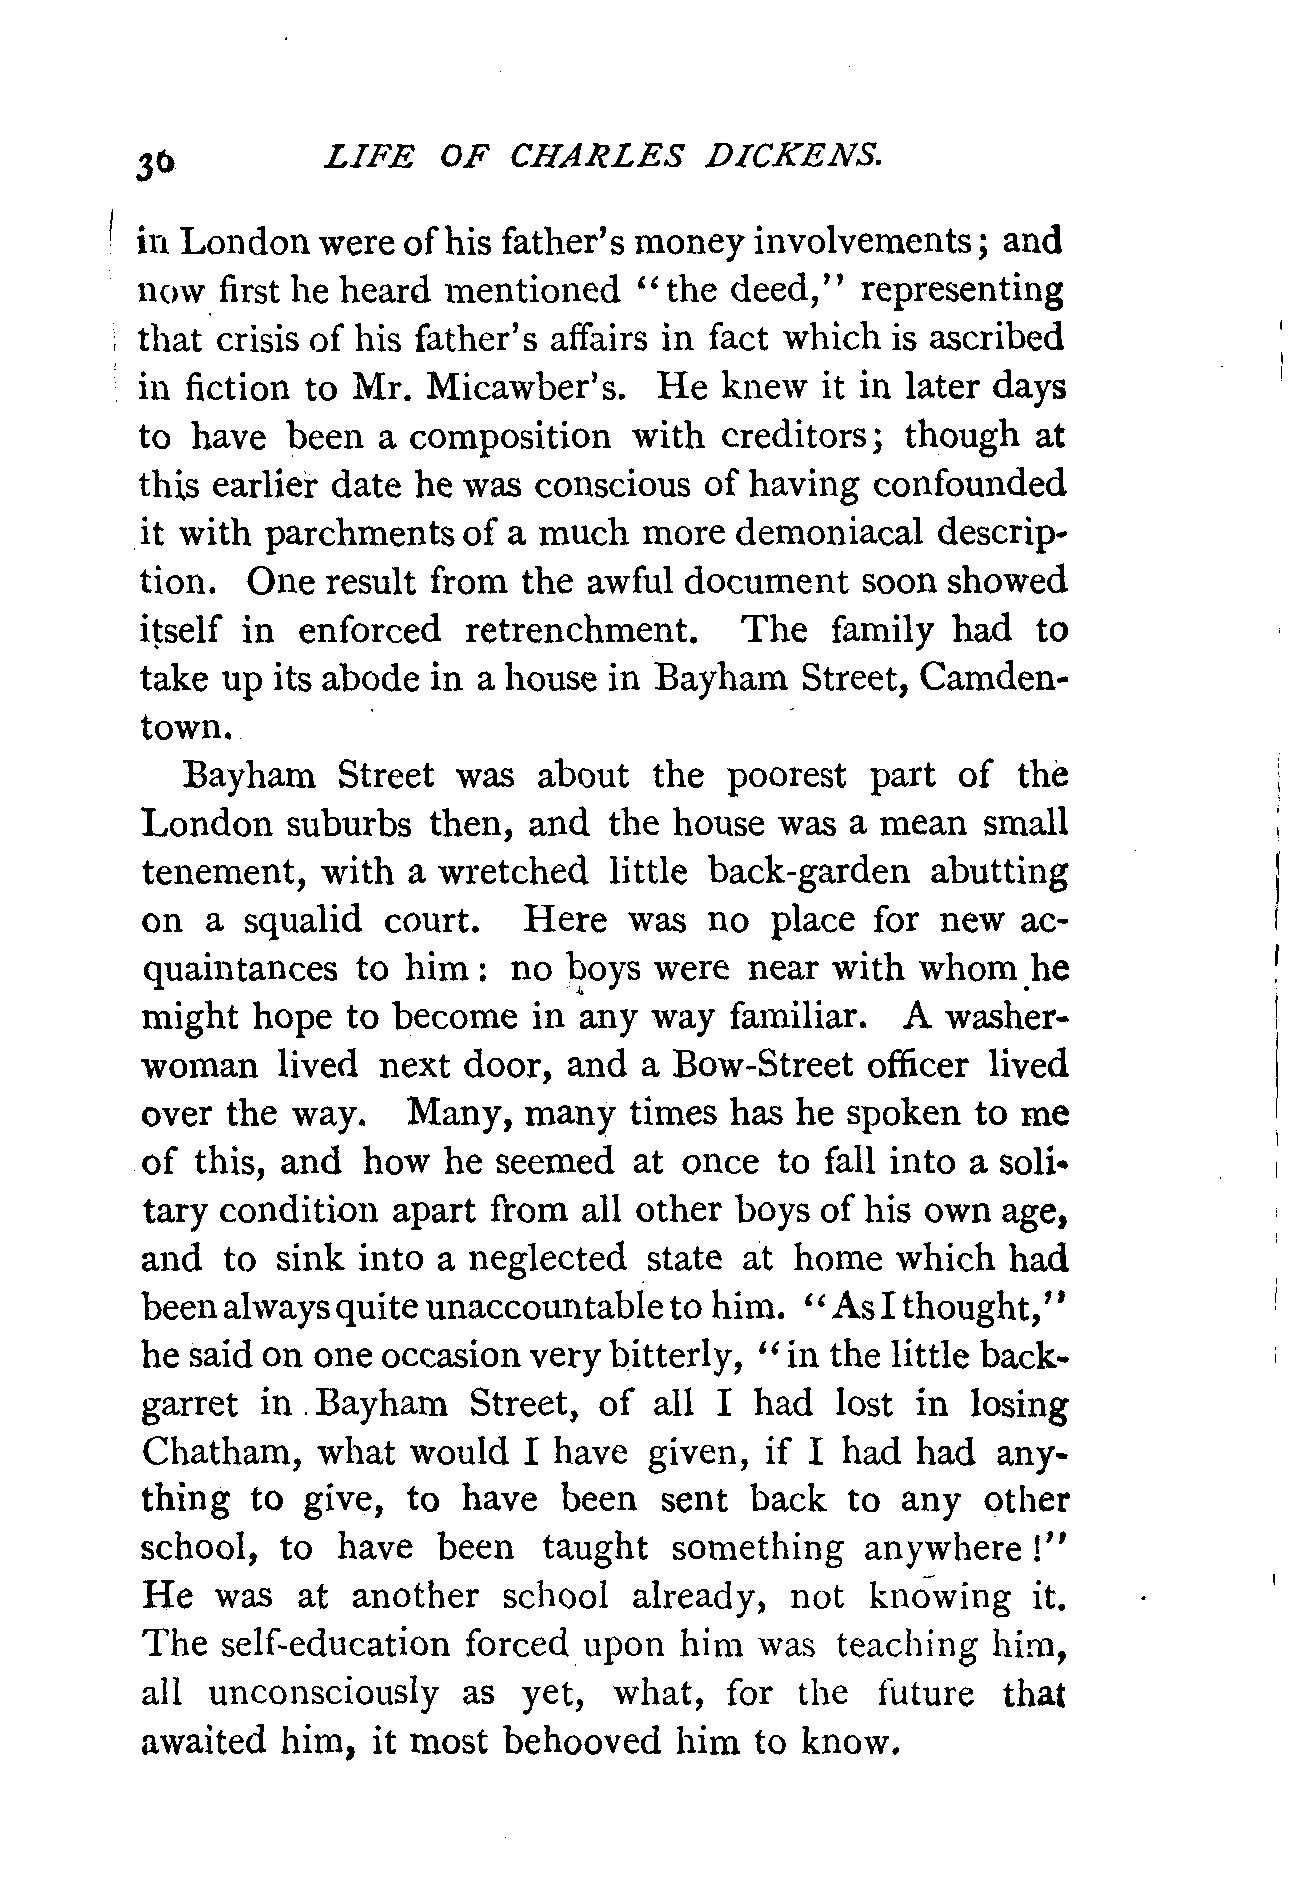 36 LIFE OF CHARLES DICKENS.
in London were of his father's money involvements; and
now first he heard mentioned "the deed," representing
that crisis of his father's affairs in fact which is ascribed
in fiction to Mr. Micawber's. He knew it in later days
to have been a composition with creditors; though at
this earlier date he was conscious of having confounded
it with parchments of a much more demoniacal descrip-
tion. One result from the awful document soon showed
itself in enforced retrenchment. The family had to
take up its abode in a house in Bayham Street, Camden-
town.
Bayham Street was about the poorest part of the
London suburbs then, and the house was a mean small
tenement, with a wretched little back-garden abutting
on a squalid court. Here was no place for new ac-
quaintances to him: no boys were near with whom he
might hope to become in any way familiar. A washer-
woman lived next door, and a Bow-Street officer lived
over the way. Many, many times has he spoken to me
of this, and how he seemed at once to fall into a soli-
tary condition apart from all other boys of his own age,
and to sink into a neglected state at home which had
been always quite unaccountable to him. "As I thought,"
he said on one occasion very bitterly, "in the little back-
garret in Bayham Street, of all I had lost in losing
Chatham, what would I have given, if I had had any-
thing to give, to have been sent back to any other
school, to have been taught something anywhere!"
He was at another school already, not knowing it.
The self-education forced upon him was teaching him,
all unconsciously as yet, what, for the future that
awaited him, it most behooved him to know.